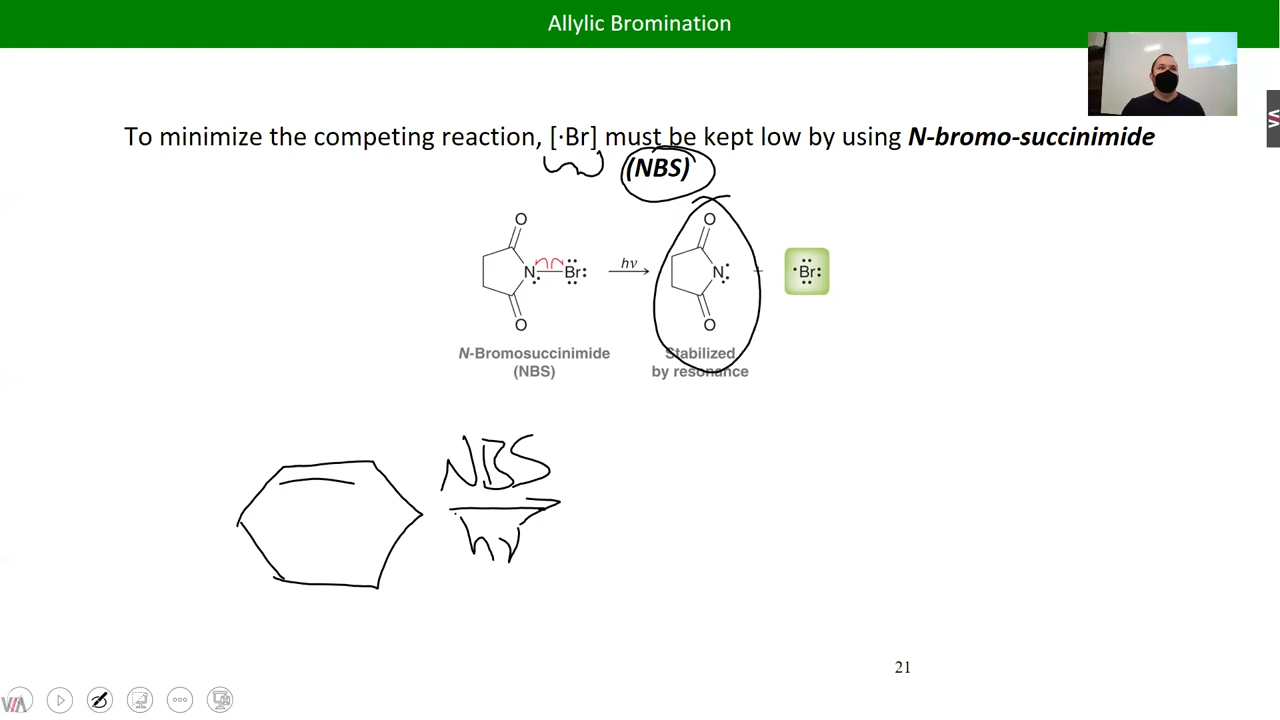 Allylic Bromination
To minimize the competing reaction, [·Br] must be kept low by using N-bromo-succinimide
(NBS)
O O
N—Br: hν N: + ·Br:
O O
N-Bromosuccinimide Stabilized
(NBS) by resonance
NBS
hν
21